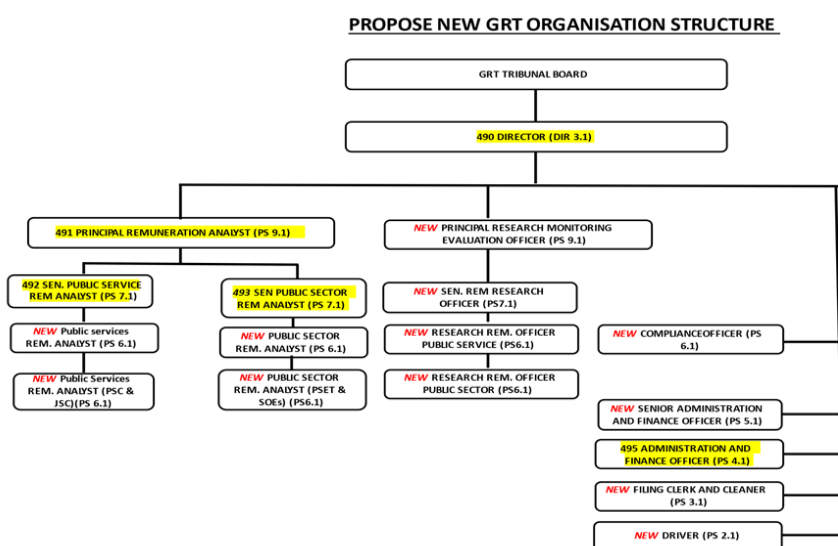 PROPOSE NEW GRT ORGANISATION STRUCTURE
GRT TRIBUNAL BOARD
490 DIRECTOR (DIR 3.1)
491 PRINCIPAL REMUNERATION ANALYST (PS 9.1)
NEW PRINCIPAL RESEARCH MONITORING
EVALUATION OFFICER (PS 9.1)
492 SEN. PUBLIC SERVICE
REM ANALYST (PS 7.1)
493 SEN PUBLIC SECTOR
REM ANALYST (PS 7.1)
NEW SEN. REM RESEARCH
OFFICER (PS7.1)
NEW Public services
REM. ANALYST (PS 6.1)
NEW PUBLIC SECTOR
REM. ANALYST (PS 6.1)
NEW RESEARCH REM. OFFICER
PUBLIC SERVICE (PS6.1)
NEW COMPLIANCEOFFICER (PS
6.1)
NEW Public Services
REM. ANALYST (PSC &
JSC)(PS 6.1)
NEW PUBLIC SECTOR
REM. ANALYST (PSET &
SOEs) (PS6.1)
NEW RESEARCH REM. OFFICER
PUBLIC SECTOR (PS6.1)
NEW SENIOR ADMINISTRATION
AND FINANCE OFFICER (PS 5.1)
495 ADMINISTRATION AND
FINANCE OFFICER (PS 4.1)
NEW FILING CLERK AND CLEANER
(PS 3.1)
NEW DRIVER (PS 2.1)